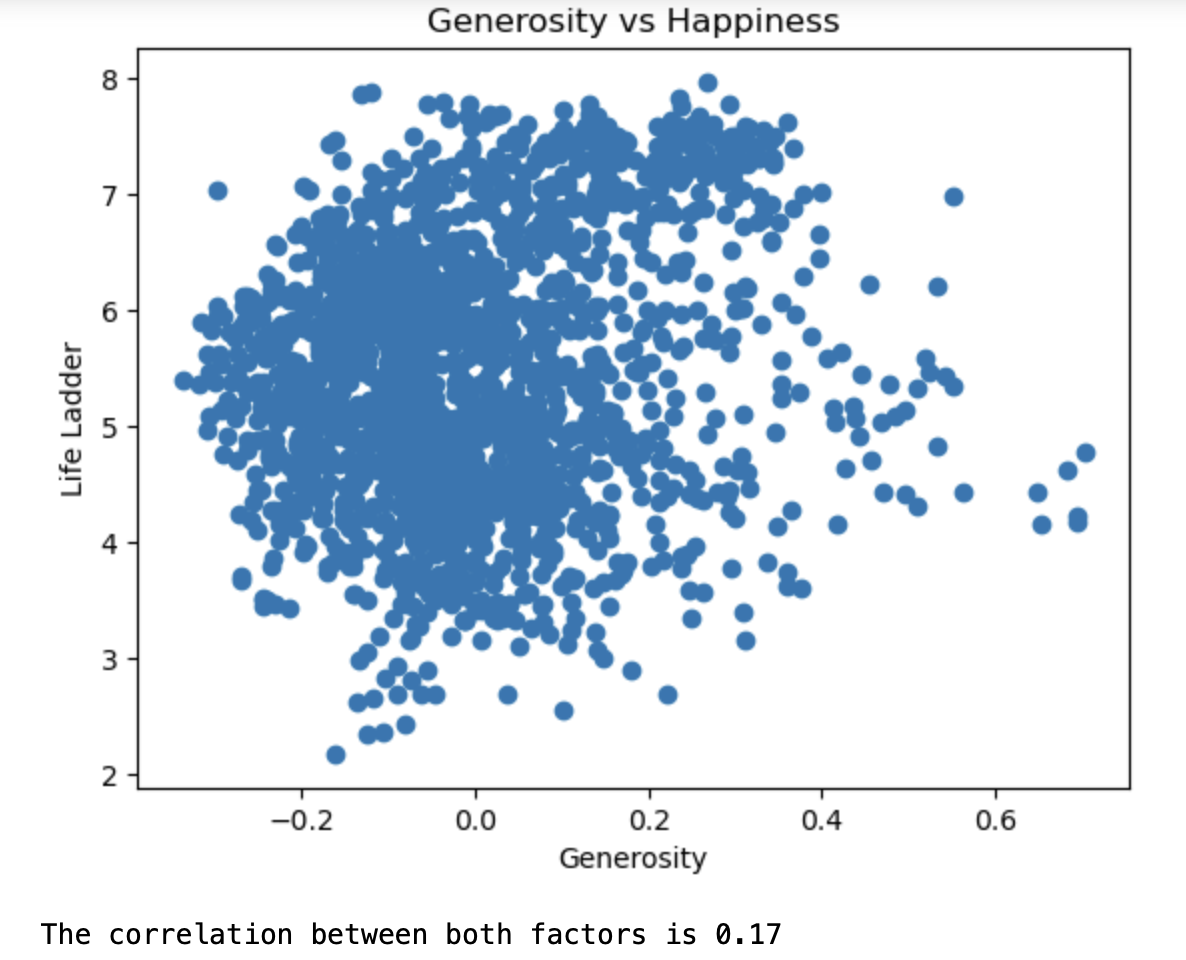 Generosity vs Happiness
8
7
6
5
4
3
2
Life Ladder
−0.2 0.0 0.2 0.4 0.6
Generosity
The correlation between both factors is 0.17